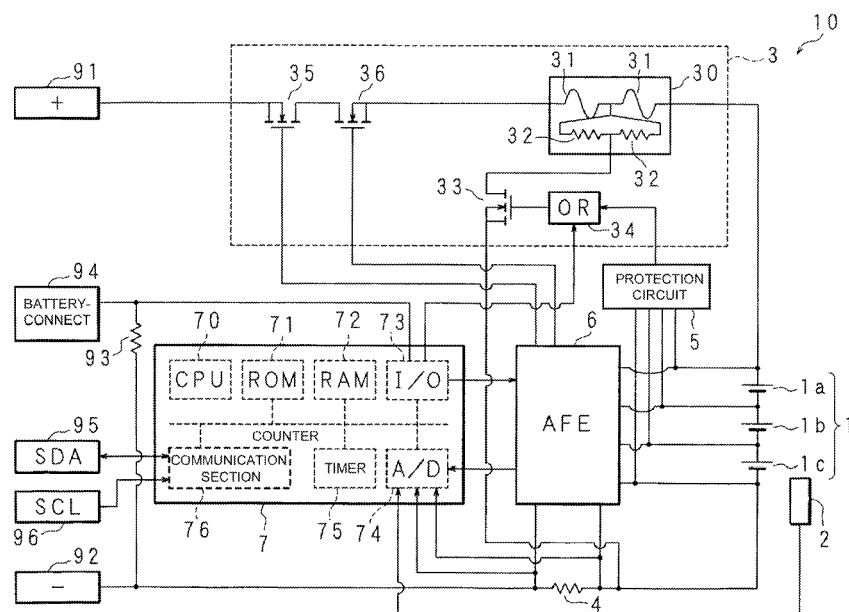 10
91
+
35
36
31
31
30
3
32
32
33
OR
34
94
BATTERY-
CONNECT
93
PROTECTION
CIRCUIT
5
70
71
72
73
6
CPU
ROM
RAM
I/O
AFE
1a
1b
1c
1
COUNTER
95
SDA
COMMUNICATION
SECTION
TIMER
A/D
SCL
96
76
7
75
74
2
92
-
4